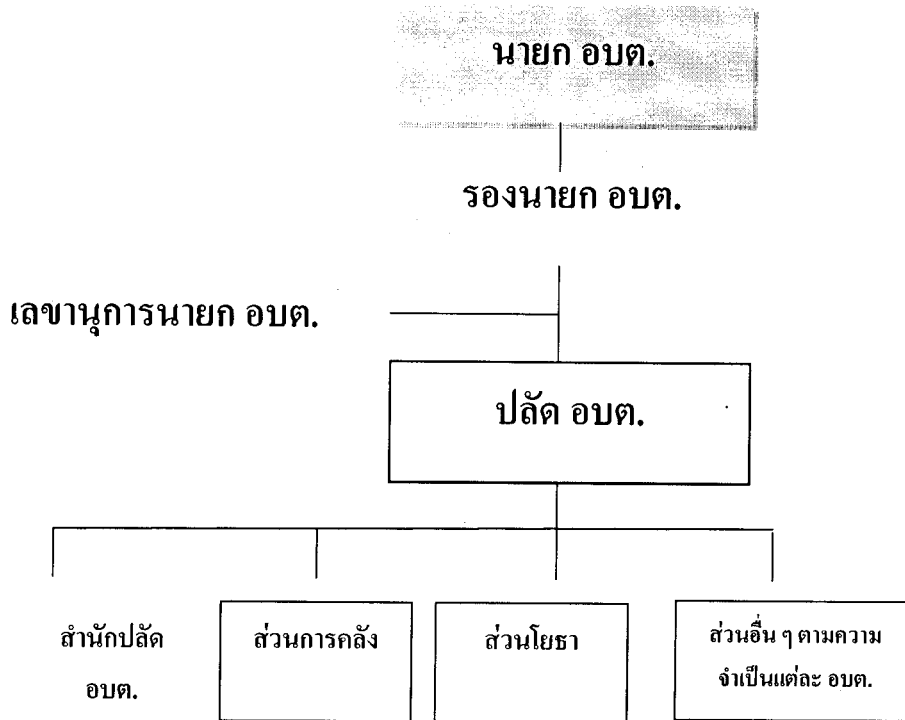 นายก อบต.
รองนายก อบต.
เลขานุการนายก อบต.
ปลัด อบต.
สำนักปลัด
อบต.
ส่วนการคลัง
ส่วนโยธา
ส่วนอื่น ๆ ตามความ
จำเป็นแต่ละ อบต.